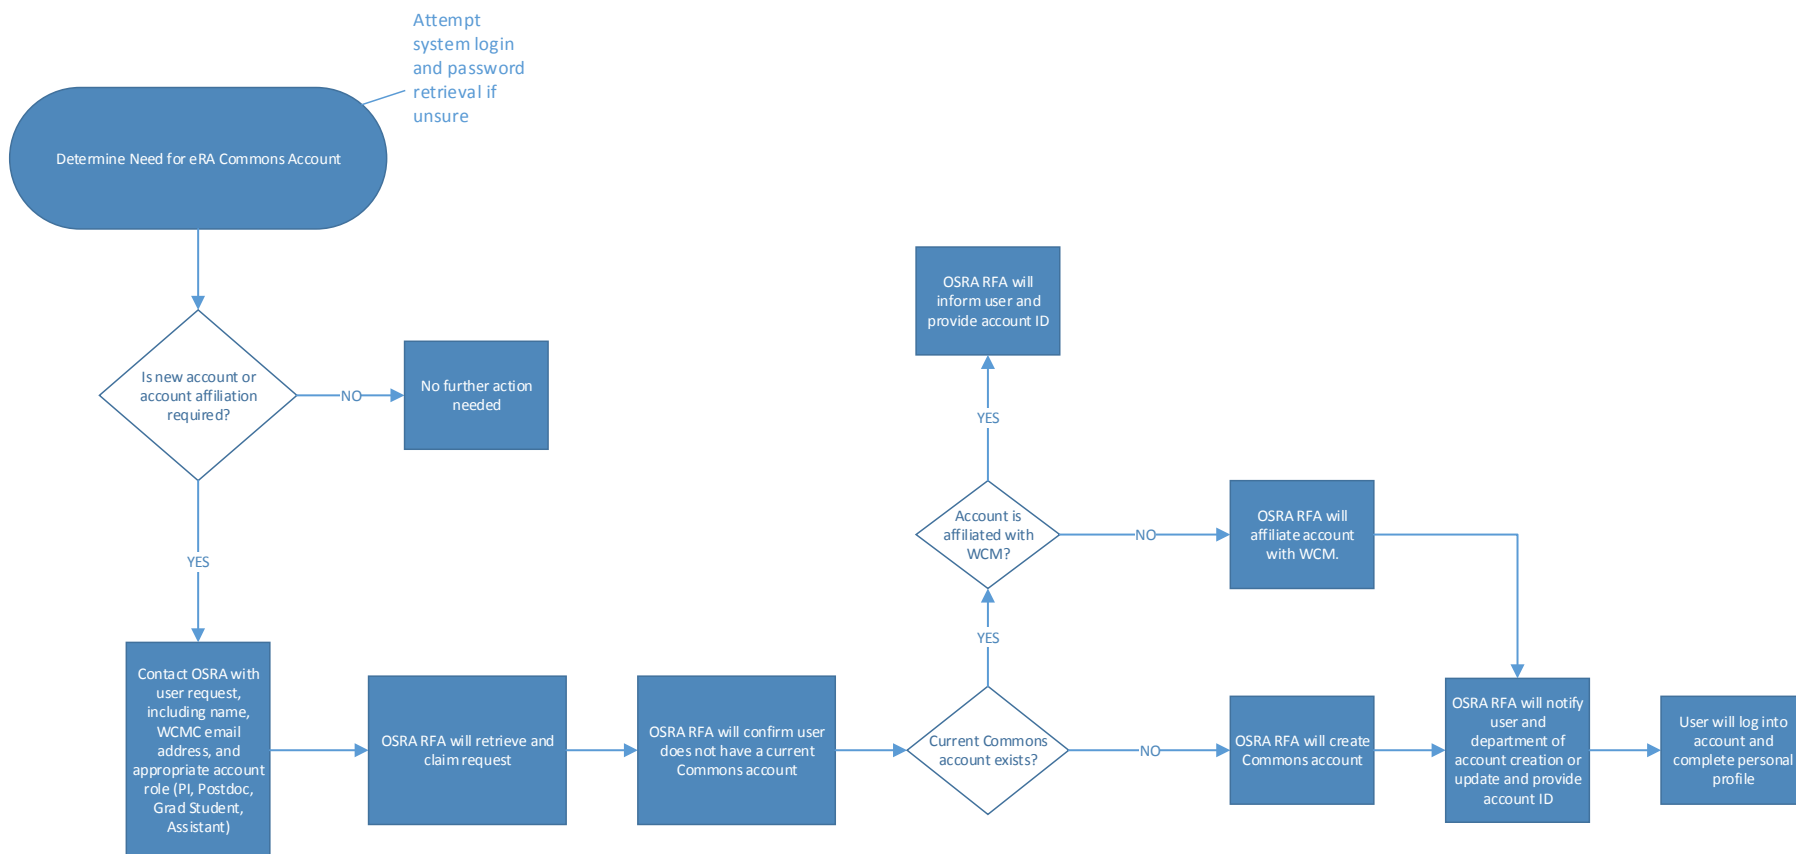 Attempt
system login
and password
retrieval if
unsure
Determine Need for eRA Commons Account
Is new account or
account affiliation
required?
NO
No further action
needed
YES
Contact OSRA with
user request,
including name,
WCMC email
address, and
appropriate account
role (PI, Postdoc,
Grad Student,
Assistant)
OSRA RFA will retrieve and
claim request
OSRA RFA will confirm user
does not have a current
Commons account
Current Commons
account exists?
YES
Account is
affiliated with
WCM?
YES
OSRA RFA will
inform user and
provide account ID
NO
OSRA RFA will
affiliate account
with WCM.
NO
OSRA RFA will create
Commons account
OSRA RFA will notify
user and
department of
account creation or
update and provide
account ID
User will log into
account and
complete personal
profile